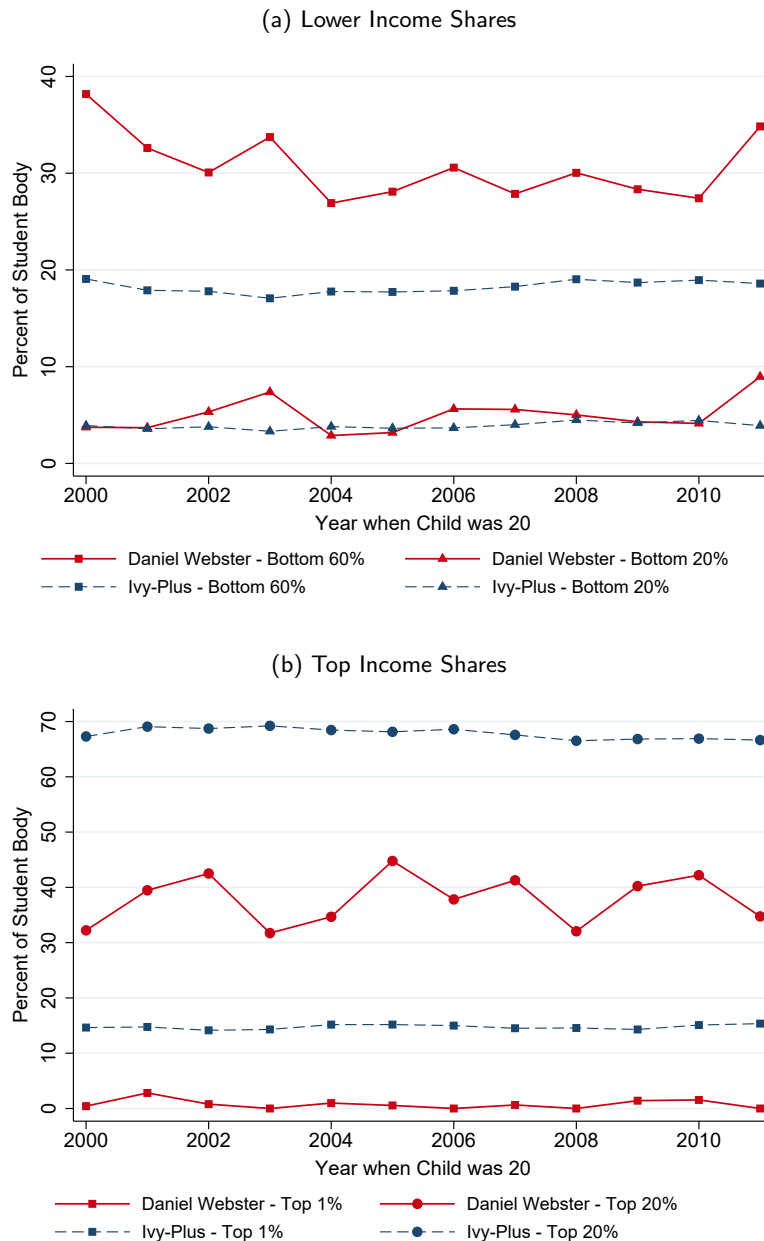 (a) Lower Income Shares
Percent of Student Body
40
30
20
10
0
2000 2002 2004 2006 2008 2010
Year when Child was 20
Daniel Webster - Bottom 60% Daniel Webster - Bottom 20%
Ivy-Plus - Bottom 60% Ivy-Plus - Bottom 20%
(b) Top Income Shares
Percent of Student Body
70
60
50
40
30
20
10
0
2000 2002 2004 2006 2008 2010
Year when Child was 20
Daniel Webster - Top 1% Daniel Webster - Top 20%
Ivy-Plus - Top 1% Ivy-Plus - Top 20%